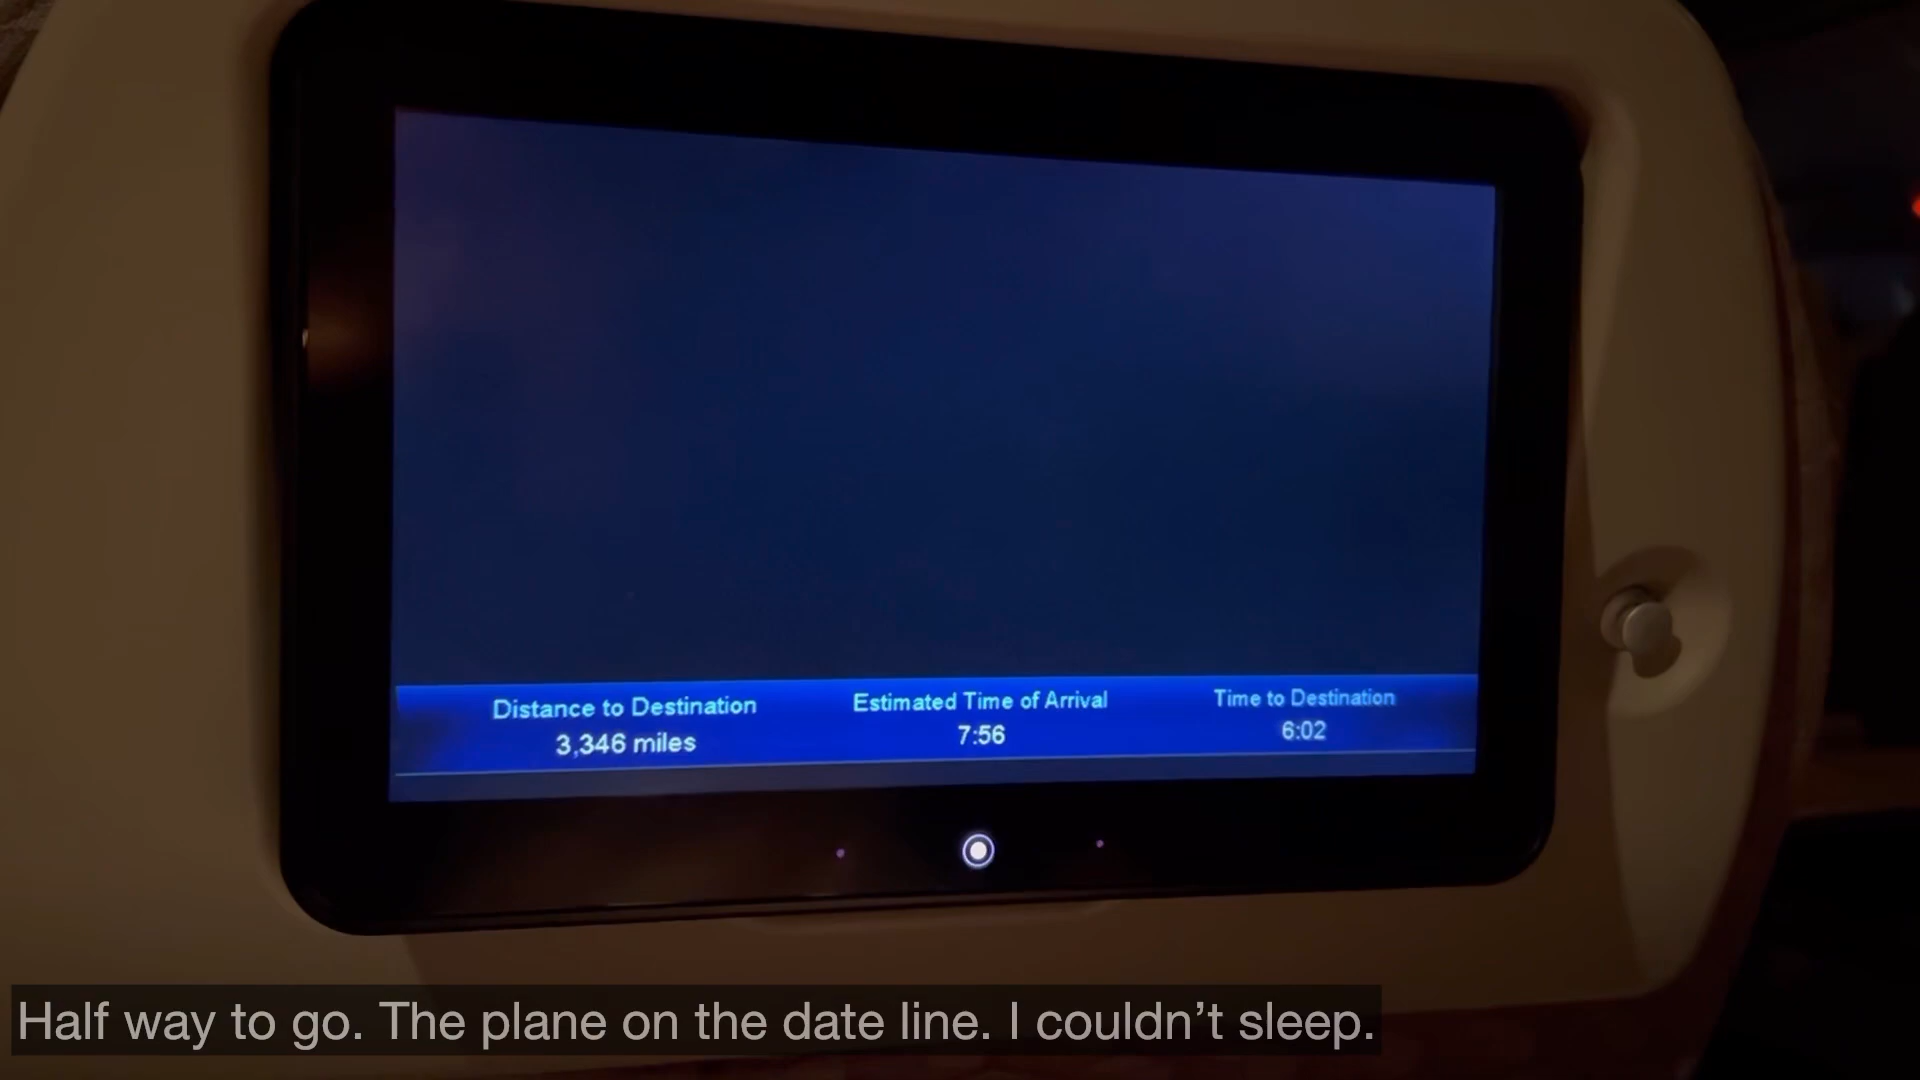 Distance to Destination
3,346 miles
Estimated Time of Arrival
7:56
Time to Destination
6:02
Half way to go. The plane on the date line. I couldn’t sleep.